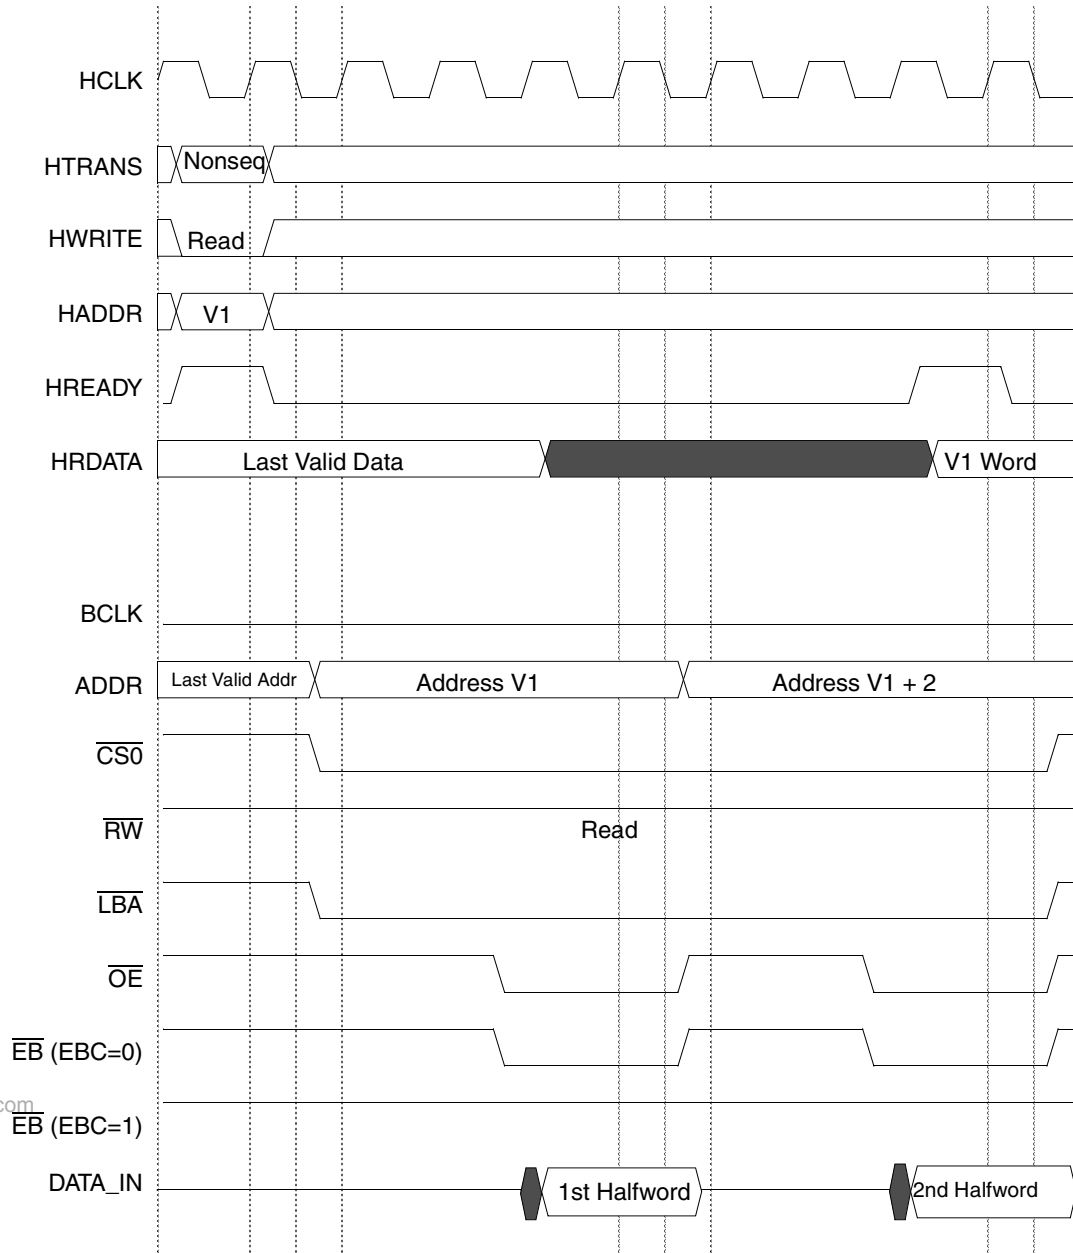 HCLK
HTRANS Nonseq
HWRITE Read
HADDR V1
HREADY
HRDATA Last Valid Data V1 Word
BCLK
ADDR Last Valid Addr Address V1 Address V1 + 2
CS0
RW Read
LBA
OE
EB (EBC=0)
com
EB (EBC=1)
DATA_IN 1st Halfword 2nd Halfword